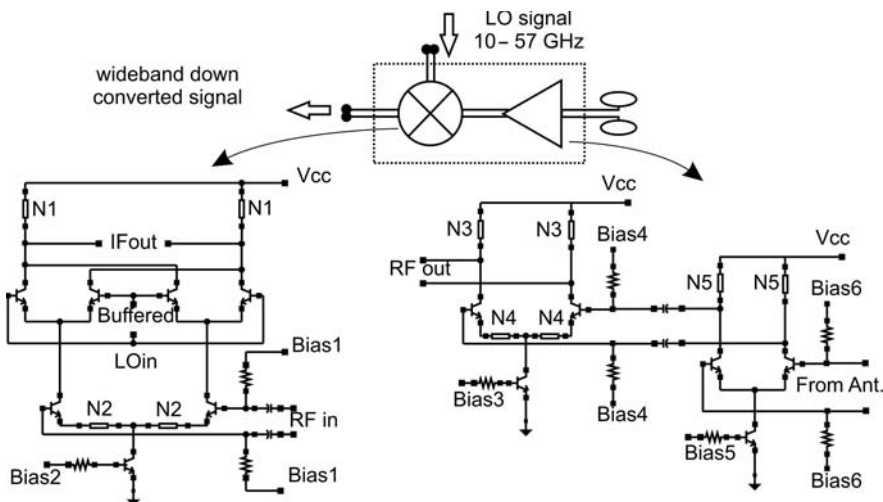 LO signal
10 – 57 GHz
wideband down
converted signal
Vcc
N1
N1
IFout
Buffered
LOin
Bias1
N2
N2
RF in
Bias2
Bias1
Vcc
N3
N3
Bias4
RF out
N4
N4
Bias3
Bias4
Vcc
N5
N5
Bias6
From Ant.
Bias5
Bias6